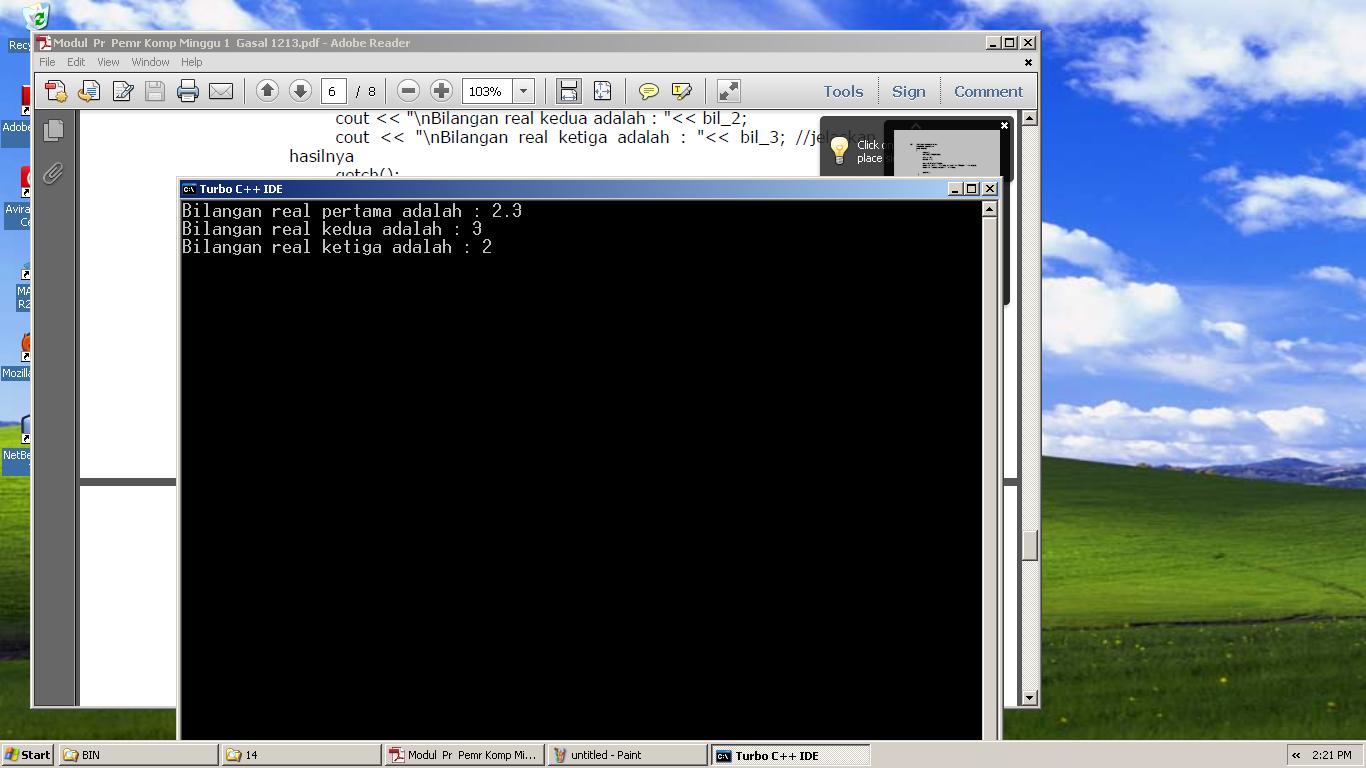 Modul Pr Pemr Komp Minggu 1 Gasal 1213.pdf - Adobe Reader
File Edit View Window Help
6 / 8 103% Tools Sign Comment
cout << "\nBilangan real kedua adalah : "<< bil_2;
cout << "\nBilangan real ketiga adalah : "<< bil_3; //jelaskan
hasilnya
getch();
Click on
place
Turbo C++ IDE
Bilangan real pertama adalah : 2.3
Bilangan real kedua adalah : 3
Bilangan real ketiga adalah : 2
Recy
Adobe
Avira
Ce
MA
R2
Mozilla
NetBe
Start BIN 14 Modul Pr Pemr Komp Mi... untitled - Paint Turbo C++ IDE « 2:21 PM